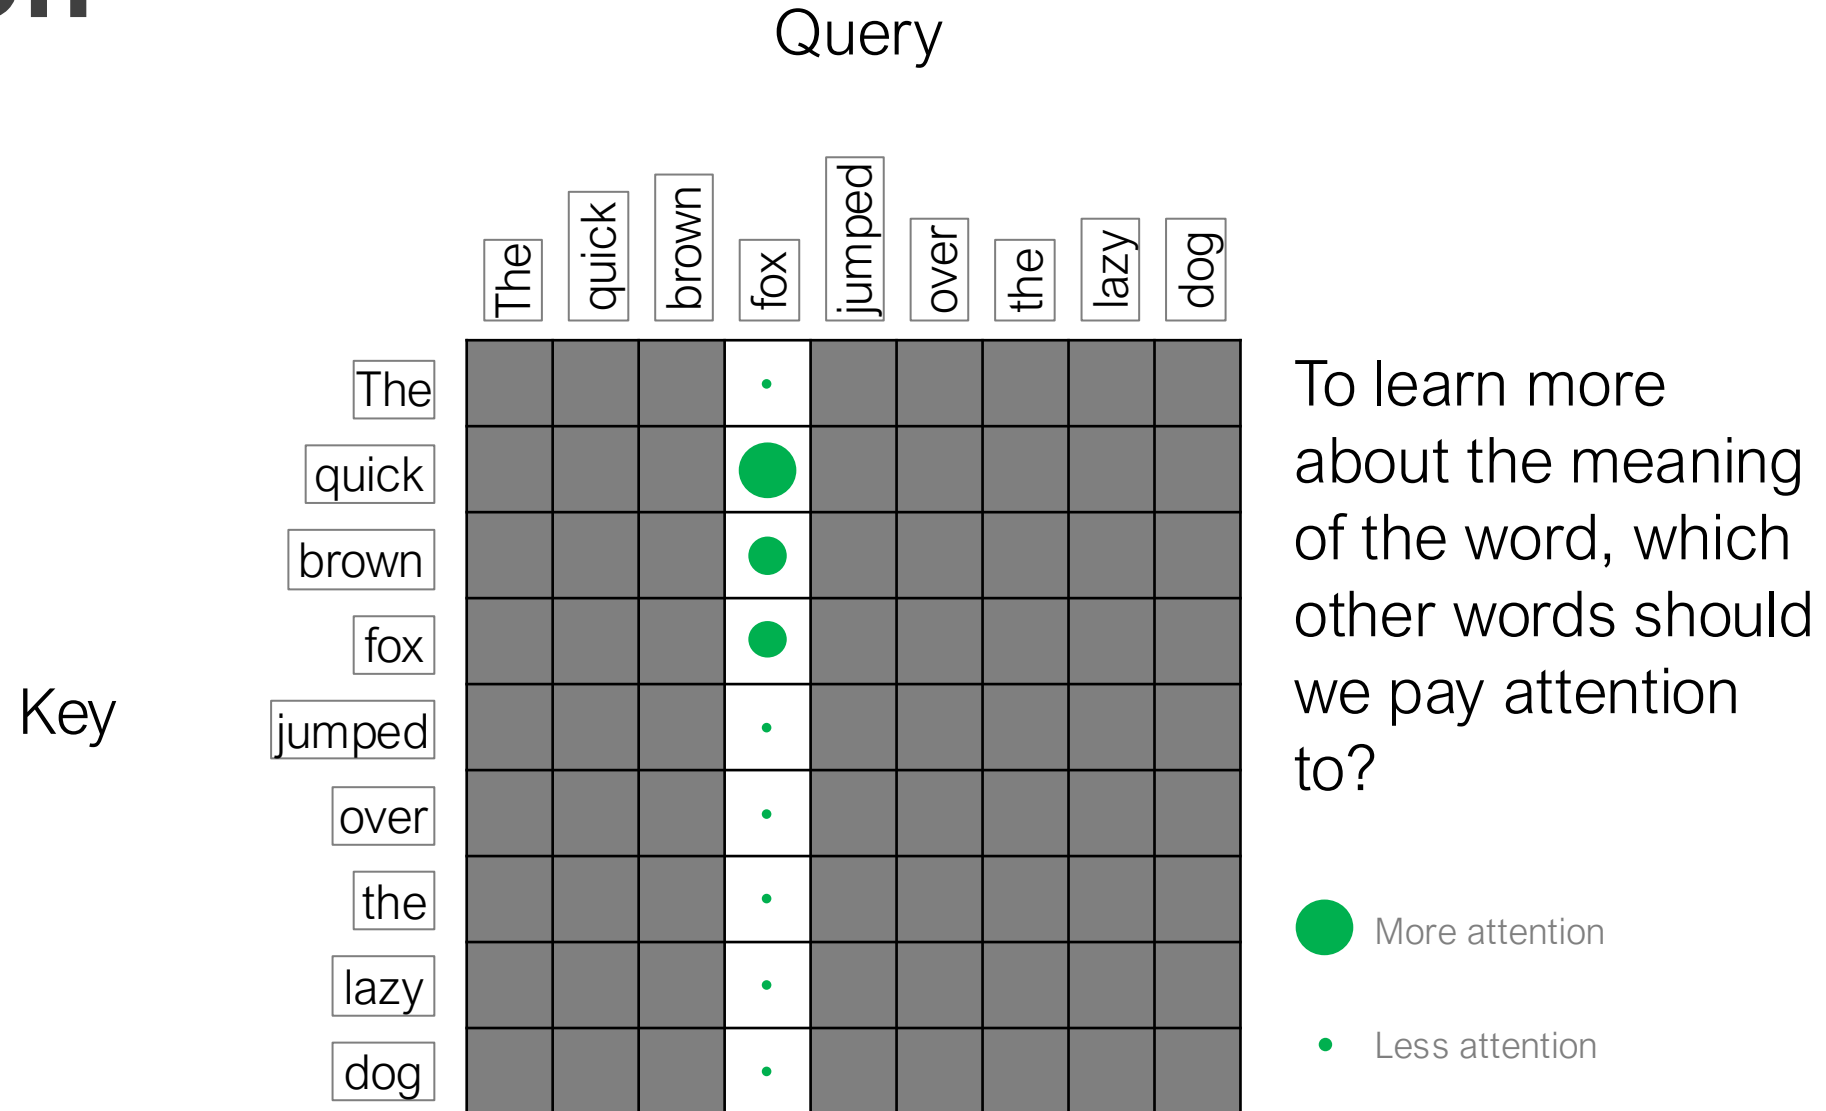 Query
The
quick
brown
fox
jumped
over
the
lazy
dog
Key
The
quick
brown
fox
jumped
over
the
lazy
dog
To learn more
about the meaning
of the word, which
other words should
we pay attention
to?
More attention
Less attention